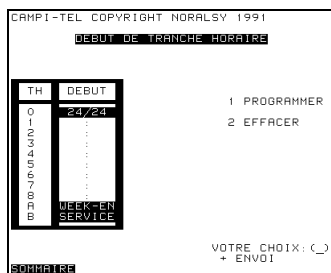 CAMPI-TEL COPYRIGHT NORALSY 1991
DEBUT DE TRANCHE HORAIRE
TH DEBUT
0 24/24
1 :
2 :
3 :
4 :
5 :
6 :
7 :
8 :
A WEEK-EN
B SERVICE
1 PROGRAMMER
2 EFFACER
VOTRE CHOIX:(_)
+ ENVOI
SOMMAIRE